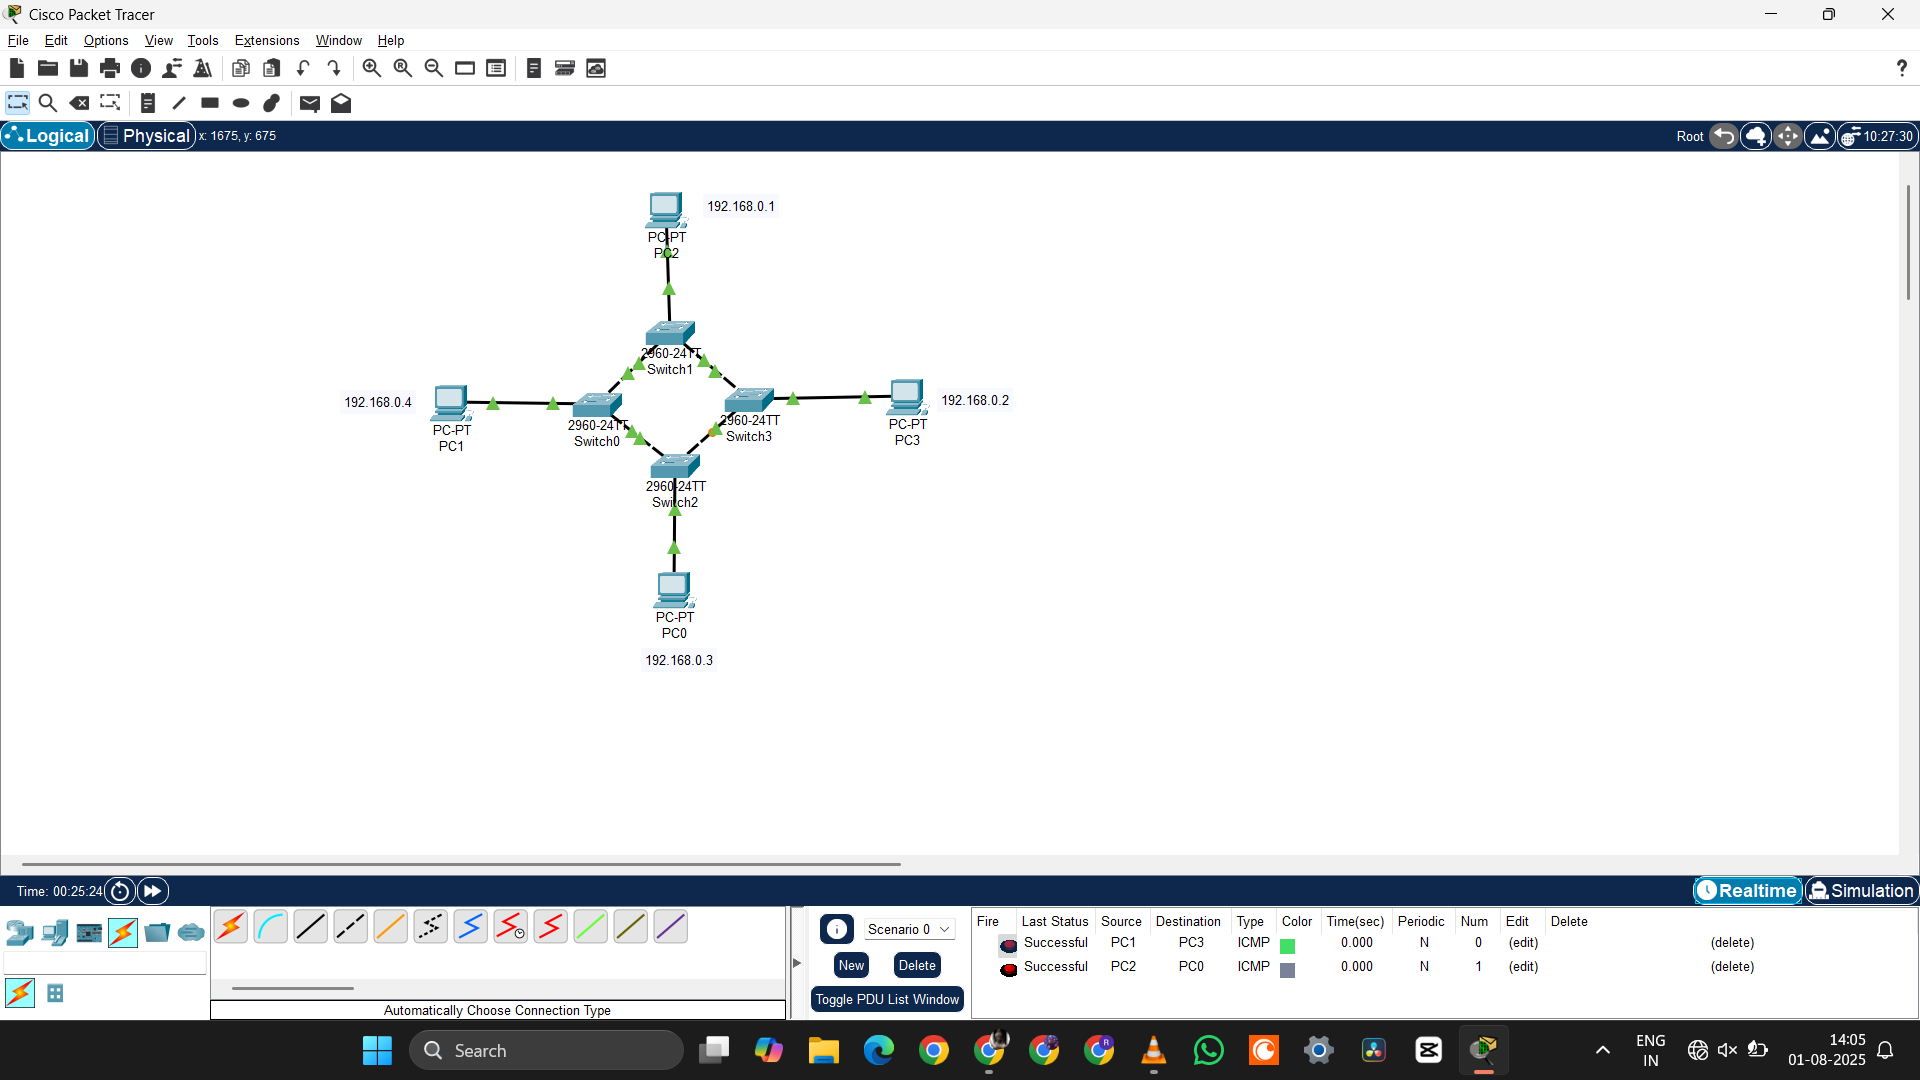 Cisco Packet Tracer
File Edit Options View Tools Extensions Window Help
?
Logical Physical x: 1675, y: 675 Root 10:27:30
192.168.0.1
PC-PT
PC2
2960-24TT
Switch1
192.168.0.4
PC-PT
PC1
2960-24TT
Switch0
2960-24TT
Switch3
PC-PT
PC3
192.168.0.2
2960-24TT
Switch2
PC-PT
PC0
192.168.0.3
Time: 00:25:24 Realtime Simulation
Automatically Choose Connection Type
Scenario 0
New Delete
Toggle PDU List Window
Fire Last Status Source Destination Type Color Time(sec) Periodic Num Edit Delete
Successful PC1 PC3 ICMP 0.000 N 0 (edit) (delete)
Successful PC2 PC0 ICMP 0.000 N 1 (edit) (delete)
Search
ENG
IN
14:05
01-08-2025